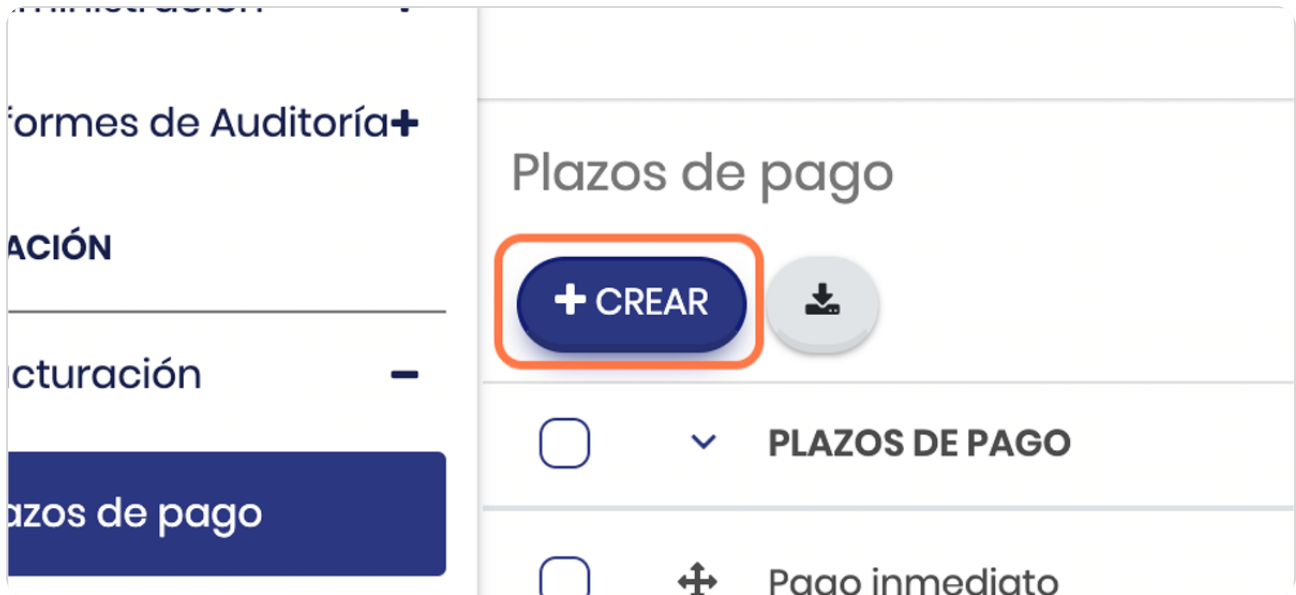 formes de Auditoría
ACIÓN
cturación
azos de pago
Plazos de pago
CREAR
PLAZOS DE PAGO
Pago inmediato